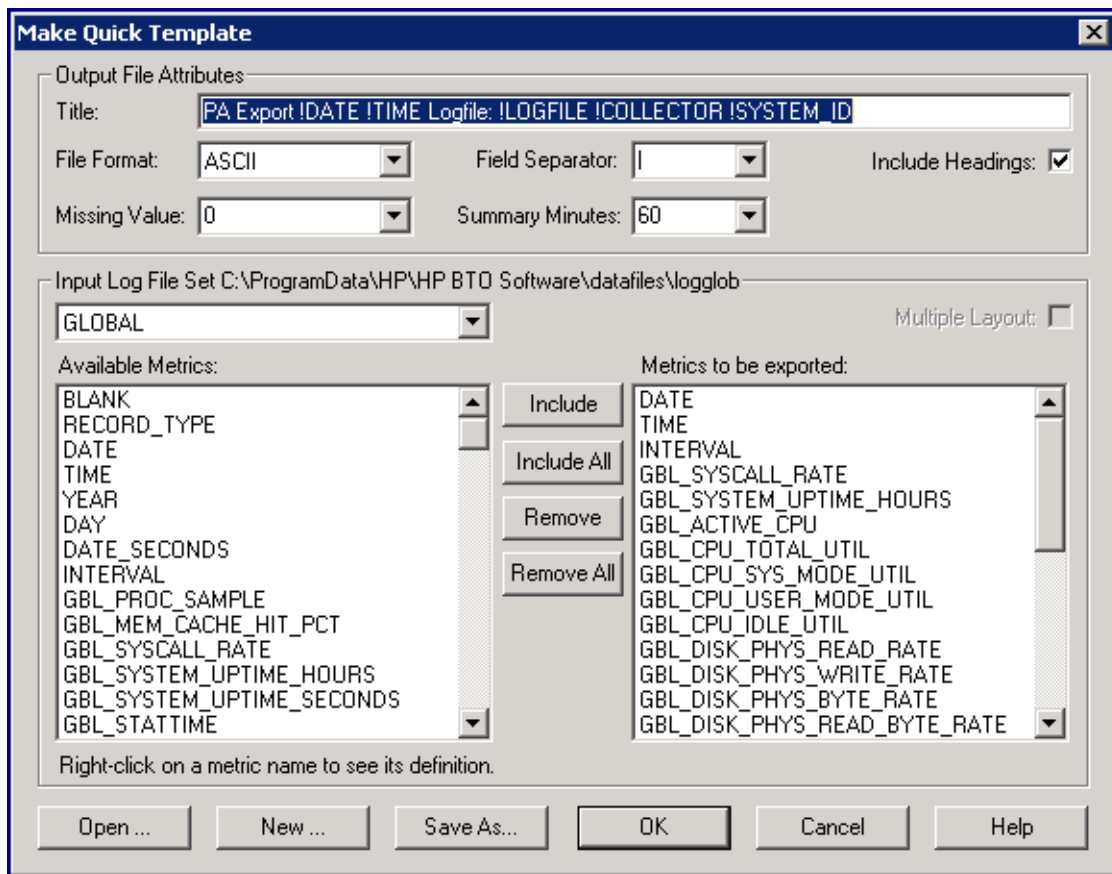 Make Quick Template
Output File Attributes
Title: PA Export !DATE !TIME Logfile: !LOGFILE !COLLECTOR !SYSTEM_ID
File Format: ASCII Field Separator: | Include Headings:
Missing Value: 0 Summary Minutes: 60
Input Log File Set C:\ProgramData\HP\HP BTO Software\datafiles\logglob
GLOBAL Multiple Layout:
Available Metrics:
BLANK
RECORD_TYPE
DATE
TIME
YEAR
DAY
DATE_SECONDS
INTERVAL
GBL_PROC_SAMPLE
GBL_MEM_CACHE_HIT_PCT
GBL_SYSCALL_RATE
GBL_SYSTEM_UPTIME_HOURS
GBL_SYSTEM_UPTIME_SECONDS
GBL_STATTIME
Include
Include All
Remove
Remove All
Metrics to be exported:
DATE
TIME
INTERVAL
GBL_SYSCALL_RATE
GBL_SYSTEM_UPTIME_HOURS
GBL_ACTIVE_CPU
GBL_CPU_TOTAL_UTIL
GBL_CPU_SYS_MODE_UTIL
GBL_CPU_USER_MODE_UTIL
GBL_CPU_IDLE_UTIL
GBL_DISK_PHYS_READ_RATE
GBL_DISK_PHYS_WRITE_RATE
GBL_DISK_PHYS_BYTE_RATE
GBL_DISK_PHYS_READ_BYTE_RATE
Right-click on a metric name to see its definition.
Open ... New ... Save As... OK Cancel Help